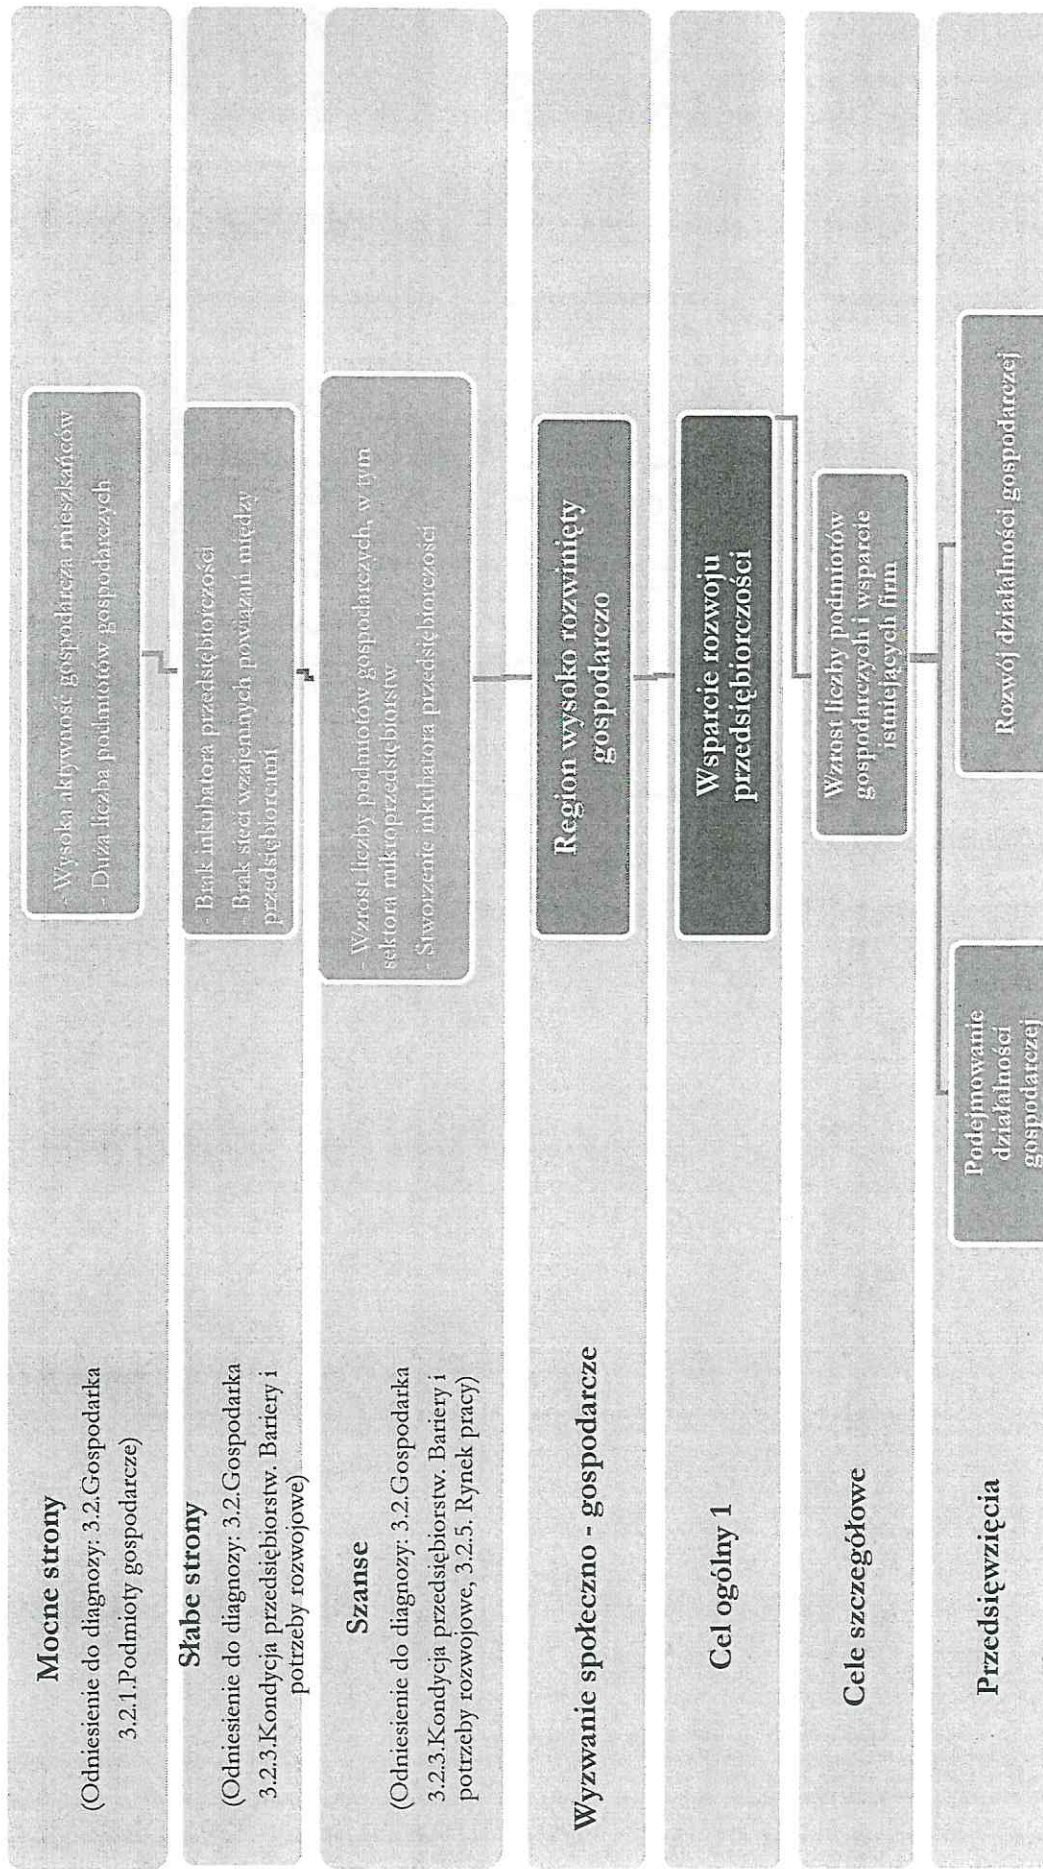 Mocne strony
(Odniesienie do diagnozy: 3.2.Gospodarka
3.2.1.Podmioty gospodarcze)
- Wysoka aktywność gospodarcza mieszkańców
- Duża liczba podmiotów gospodarczych
Słabe strony
(Odniesienie do diagnozy: 3.2.Gospodarka
3.2.3.Kondycja przedsiębiorstw. Bariery i
potrzeby rozwojowe)
- Brak inkubatora przedsiębiorczości
- Brak sieci wzajemnych powiązań między
przedsiębiorcami
Szanse
(Odniesienie do diagnozy: 3.2.Gospodarka
3.2.3.Kondycja przedsiębiorstw. Bariery i
potrzeby rozwojowe, 3.2.5. Rynek pracy)
- Wzrost liczby podmiotów gospodarczych, w tym
sektora mikroprzedsiębiorstw
- Stworzenie inkubatora przedsiębiorczości
Wyzwanie społeczno - gospodarcze
Region wysoko rozwinięty
gospodarczo
Cel ogólny 1
Wsparcie rozwoju
przedsiębiorczości
Cele szczegółowe
Wzrost liczby podmiotów
gospodarczych i wsparcie
istniejących firm
Przedsięwzięcia
Podejmowanie
działalności
gospodarczej
Rozwój działalności gospodarczej